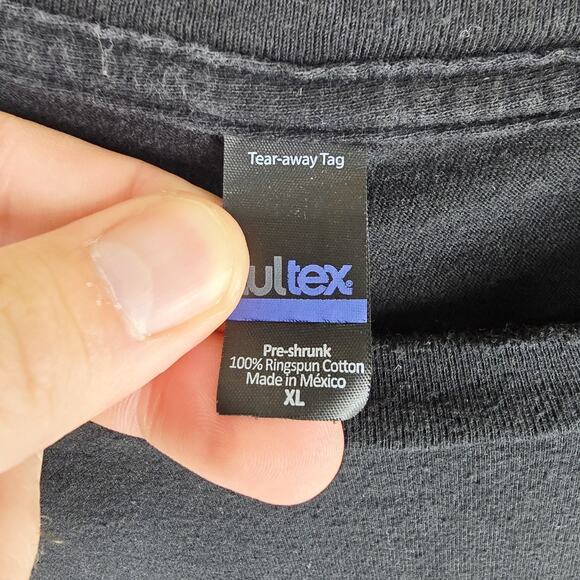 Tear-away Tag
ultex®
Pre-shrunk
100% Ringspun Cotton
Made in México
XL